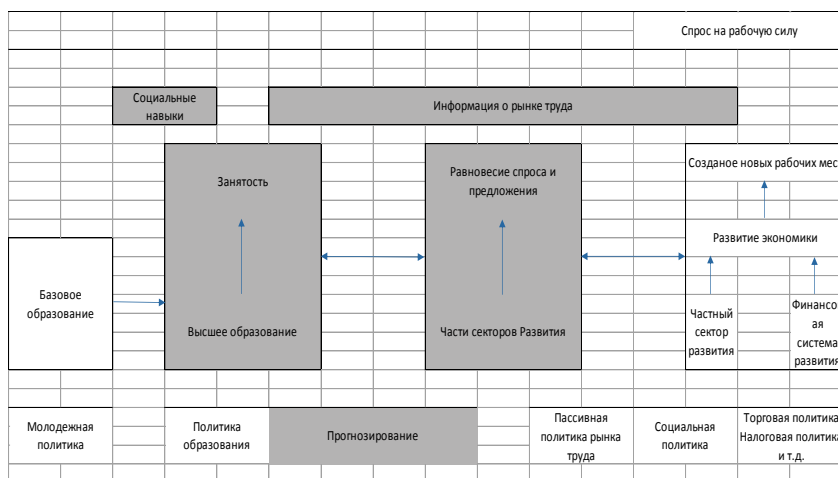 Спрос на рабочую силу
Социальные
навыки
Информация о рынке труда
Занятость
Равновесие спроса и
предложения
Созданое новых рабочих мес
Развитие экономики
Базовое
образование
Высшее образование
Части секторов Развития
Частный
сектор
развития
Финансо
ая
система
развития
Молодежная
политика
Политика
образования
Прогнозирование
Пассивная
политика рынка
труда
Социальная
политика
Торговая политика
Налоговая политика
и т.д.